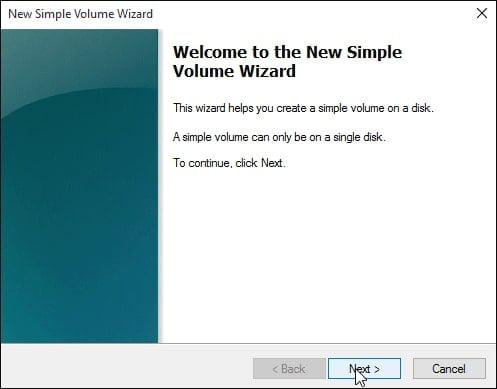 New Simple Volume Wizard
Welcome to the New Simple
Volume Wizard
This wizard helps you create a simple volume on a disk.
A simple volume can only be on a single disk.
To continue, click Next.
< Back
Next >
Cancel